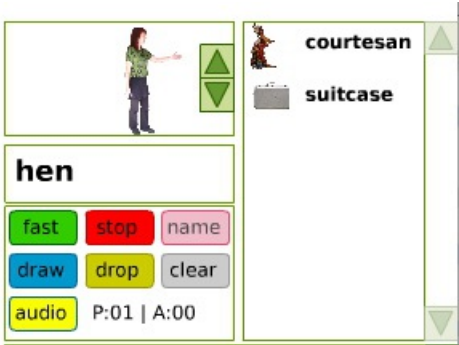 courtesan
suitcase
hen
fast stop name
draw drop clear
audio P:01 | A:00